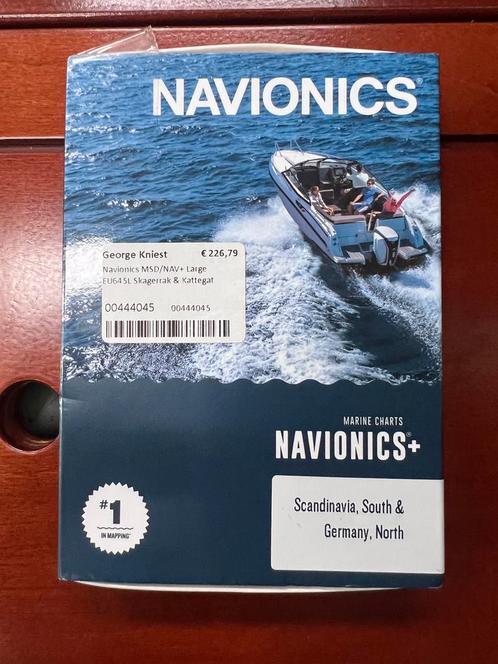 NAVIONICS®
George Kniest € 226,79
Navionics MSD/NAV+ Large
EU645L Skagerrak & Kattegat
00444045 00444045
MARINE CHARTS
NAVIONICS®+
#1
IN MAPPING
Scandinavia, South &
Germany, North